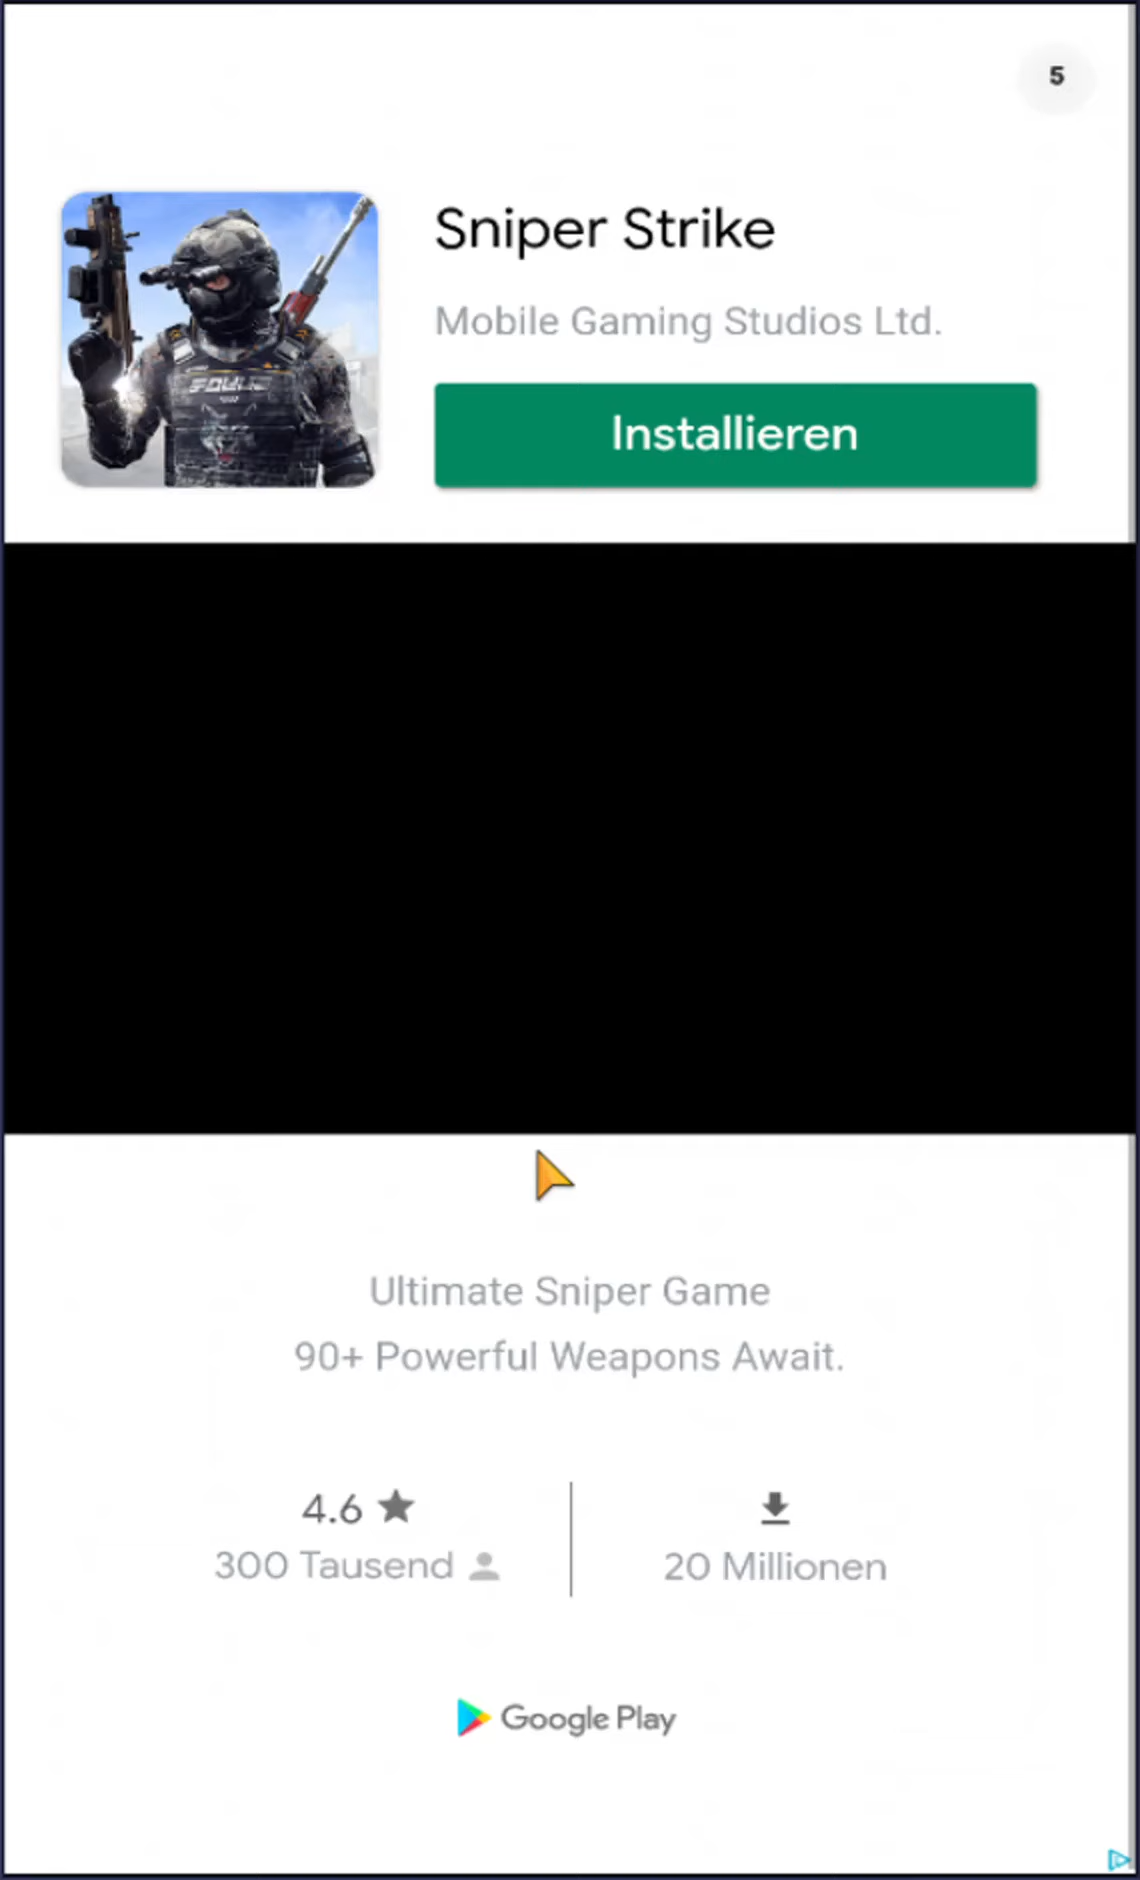 5
Sniper Strike
Mobile Gaming Studios Ltd.
Installieren
Ultimate Sniper Game
90+ Powerful Weapons Await.
4.6
300 Tausend
20 Millionen
Google Play